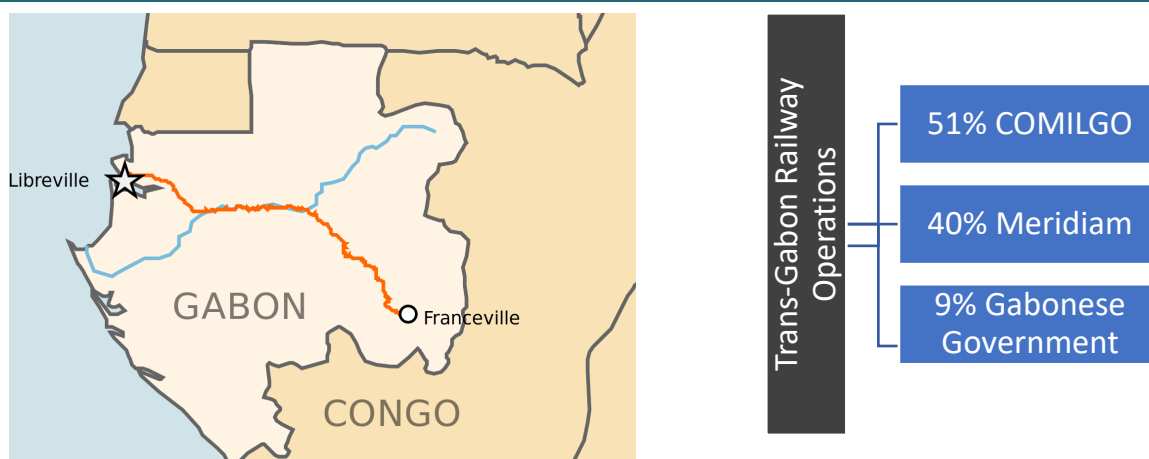 Libreville
GABON
Franceville
CONGO
Trans-Gabon Railway
Operations
51% COMILGO
40% Meridiam
9% Gabonese
Government